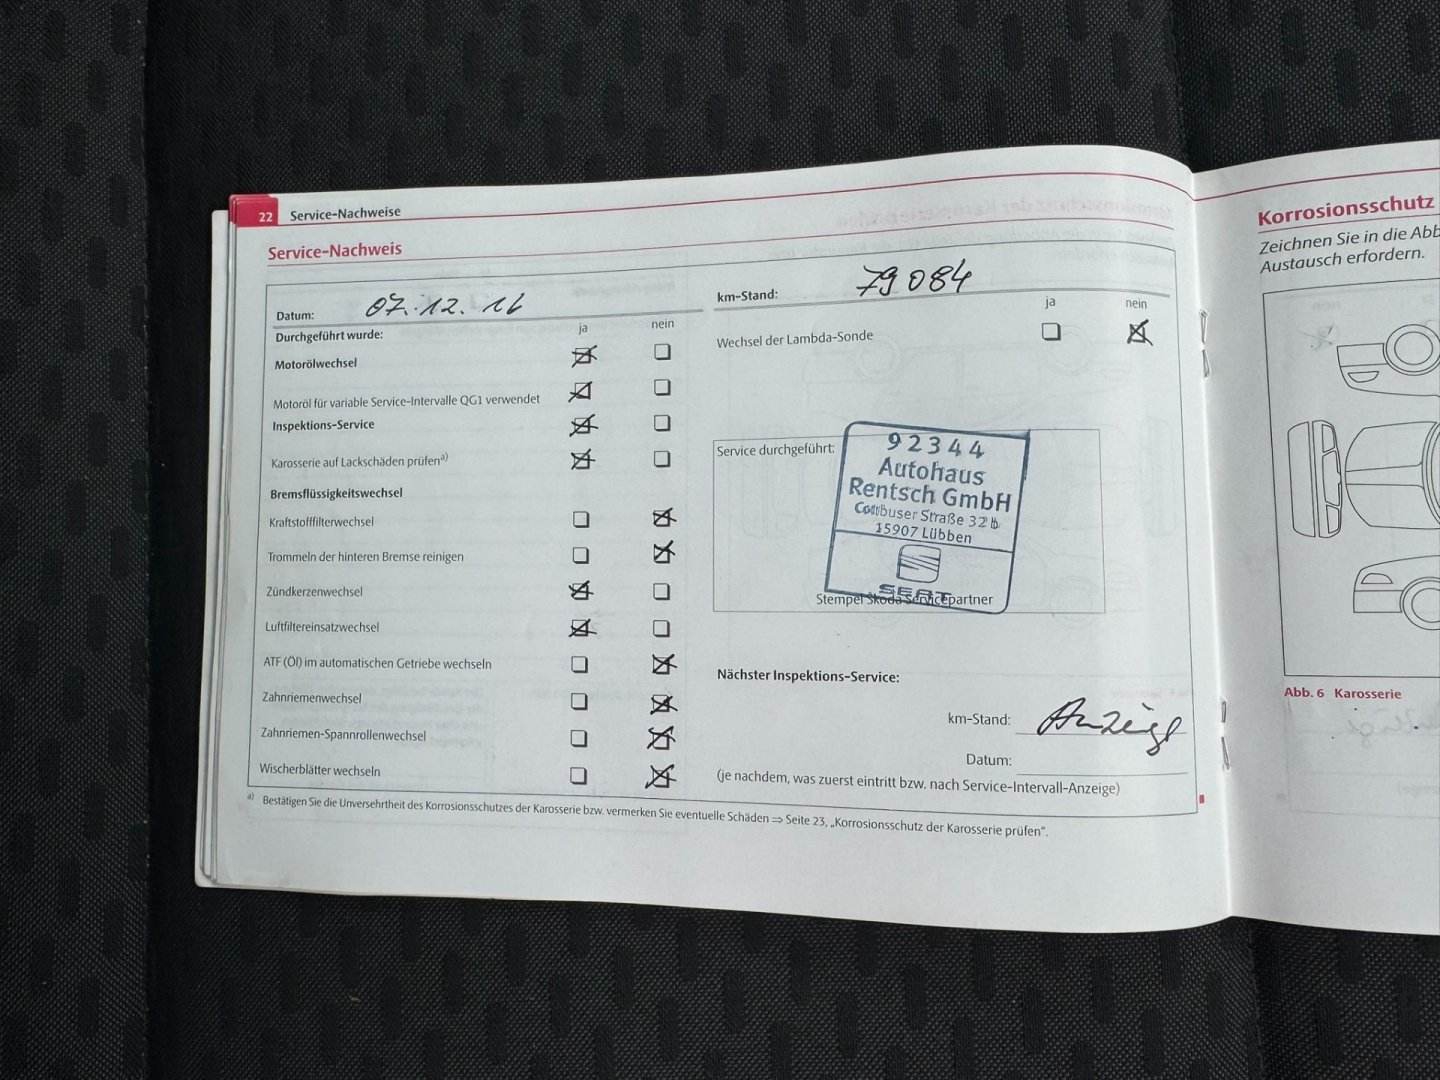 22 Service-Nachweise
Service-Nachweis
Datum: 07.12.16
Durchgeführt wurde: ja nein
Motorölwechsel
Motoröl für variable Service-Intervalle QG1 verwendet
Inspektions-Service
Karosserie auf Lackschäden prüfen a)
Bremsflüssigkeitswechsel
Kraftstofffilterwechsel
Trommeln der hinteren Bremse reinigen
Zündkerzenwechsel
Luftfiltereinsatzwechsel
ATF (Öl) im automatischen Getriebe wechseln
Zahnriemenwechsel
Zahnriemen-Spannrollenwechsel
Wischerblätter wechseln
km-Stand: 79084
ja nein
Wechsel der Lambda-Sonde
Service durchgeführt:
92344
Autohaus
Rentsch GmbH
Cottbuser Straße 32b
15907 Lübben
SEAT
Stempel Škoda Servicepartner
Nächster Inspektions-Service:
km-Stand: Anzeige
Datum:
(je nachdem, was zuerst eintritt bzw. nach Service-Intervall-Anzeige)
a) Bestätigen Sie die Unversehrtheit des Korrosionsschutzes der Karosserie bzw. vermerken Sie eventuelle Schäden ⇒ Seite 23, „Korrosionsschutz der Karosserie prüfen“.
Korrosionsschutz
Zeichnen Sie in die Abb
Austausch erfordern.
Abb. 6 Karosserie